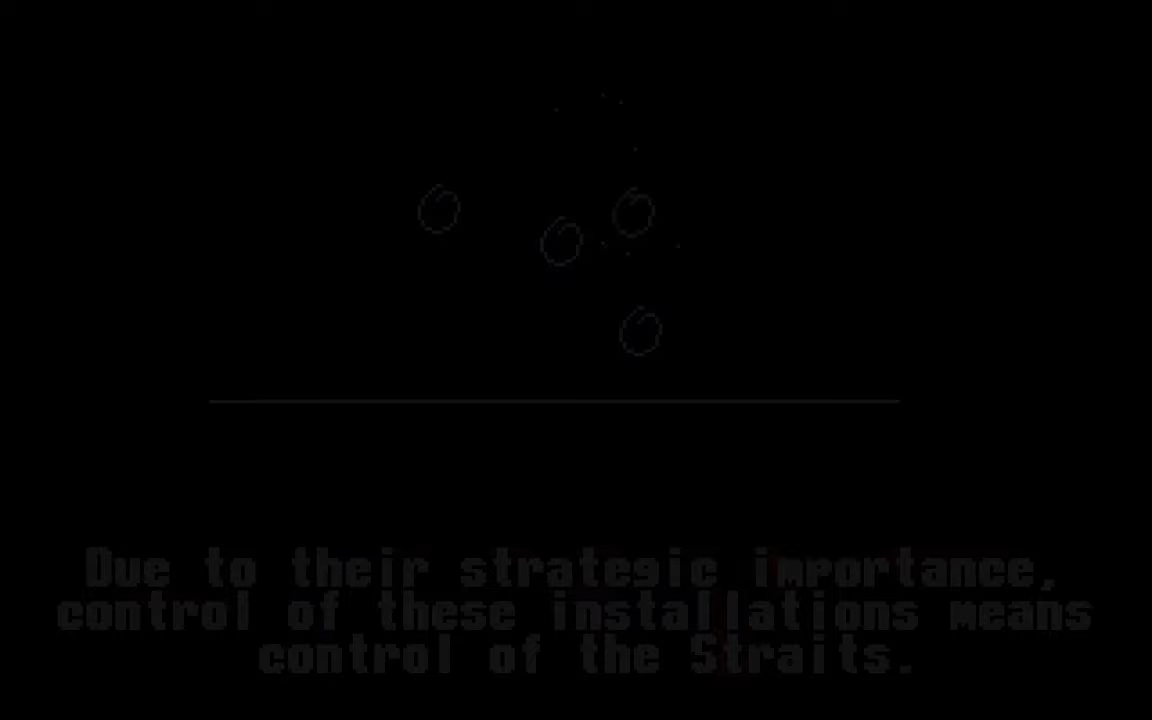 Due to their strategic importance,
control of these installations means
control of the Straits.